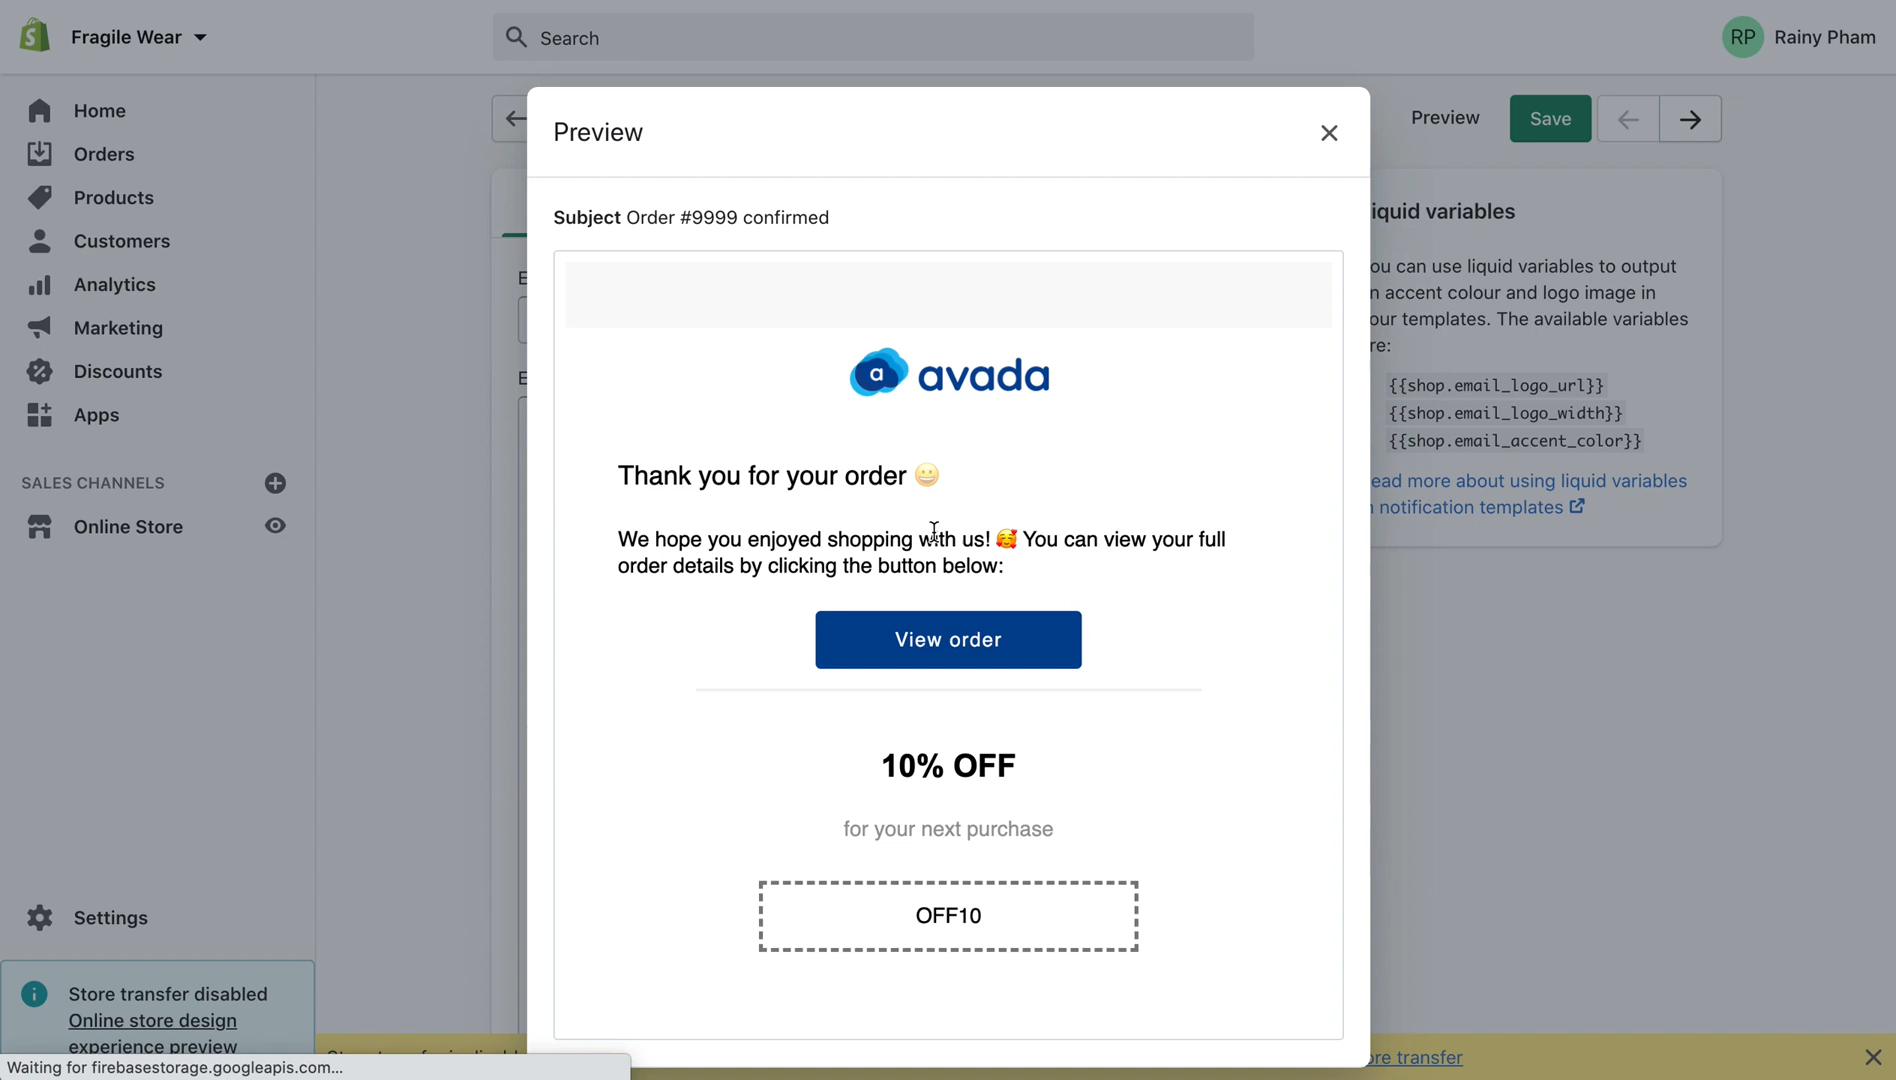 Fragile Wear
Search
RP
Rainy Pham
Home
Orders
Products
Customers
Analytics
Marketing
Discounts
Apps
SALES CHANNELS
Online Store
Settings
Store transfer disabled
Online store design
experience preview
Waiting for firebasestorage.googleapis.com...
Preview
Save
Preview
Subject Order #9999 confirmed
a avada
Thank you for your order 😀
We hope you enjoyed shopping with us! 🥰 You can view your full
order details by clicking the button below:
View order
10% OFF
for your next purchase
OFF10
iquid variables
ou can use liquid variables to output
n accent colour and logo image in
our templates. The available variables
re:
{{shop.email_logo_url}}
{{shop.email_logo_width}}
{{shop.email_accent_color}}
ead more about using liquid variables
n notification templates
ore transfer